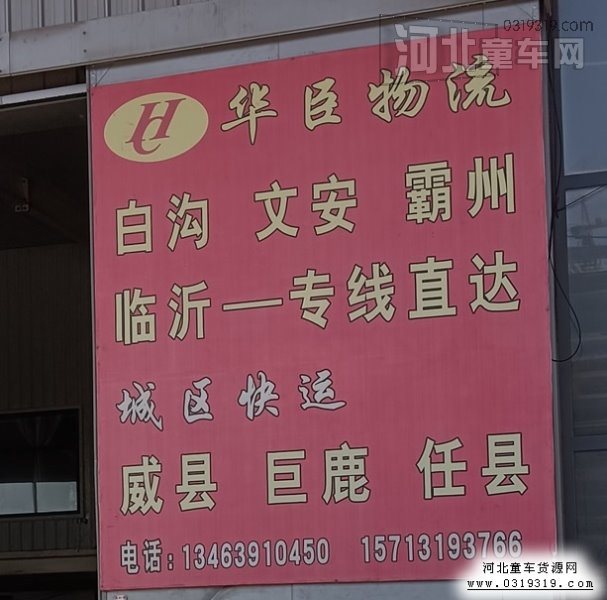 0319319.com
河北童车网
HC 华臣物流
白沟 文安 霸州
临沂—专线直达
城区快运
威县 巨鹿 任县
电话：13463910450 15713193766
河北童车货源网
www.0319319.com